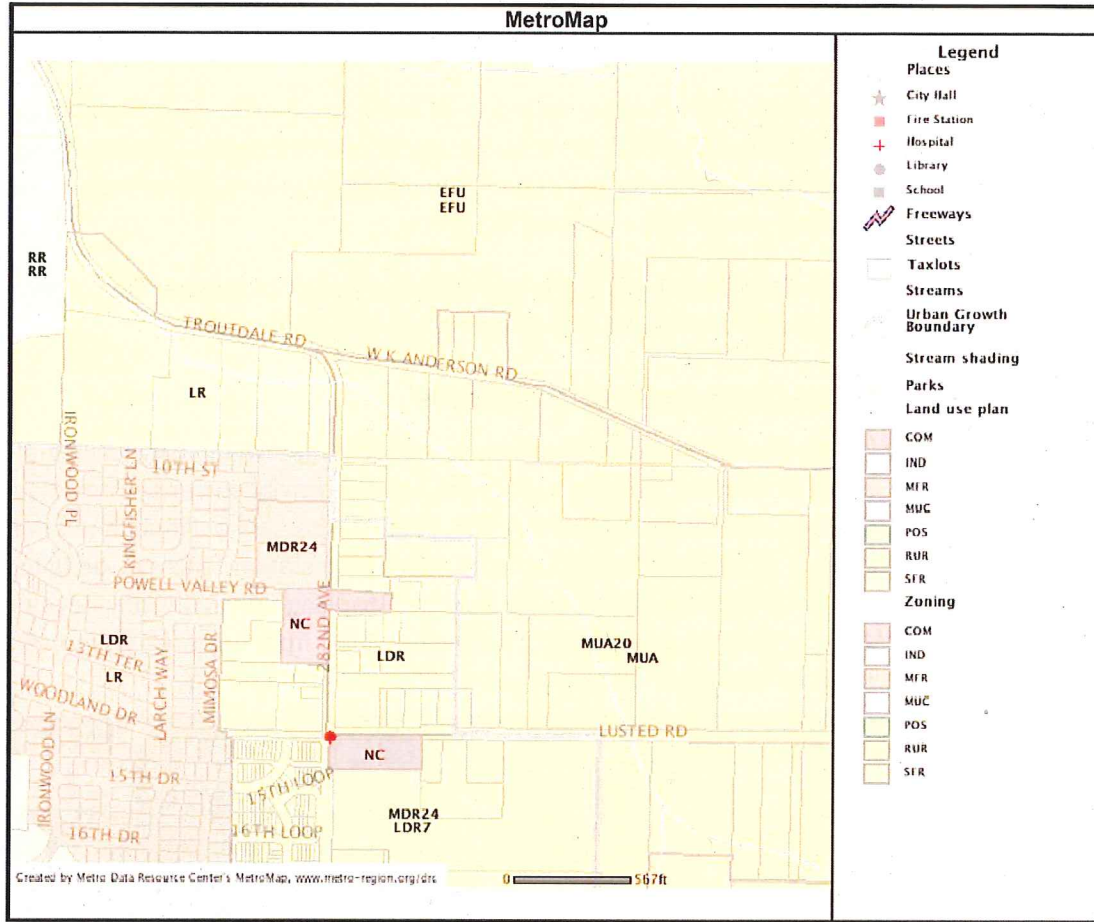 MetroMap
EFU
EFU
RR
RR
TROUTDALE RD
W K ANDERSON RD
LR
IRONWOOD PL
KINGFISHER LN
10TH ST
MDR24
POWELL VALLEY RD
282ND AVE
NC
LDR
13TH TER
LR
LARCH WAY
MIMOSA DR
LDR
MUA20
MUA
WOODLAND DR
LUSTED RD
NC
IRONWOOD LN
15TH DR
15TH LOOP
MDR24
LDR7
16TH DR
16TH LOOP
Created by Metro Data Resource Center's MetroMap, www.metro-region.org/drc
0 567ft
Legend
Places
City Hall
Fire Station
Hospital
Library
School
Freeways
Streets
Taxlots
Streams
Urban Growth
Boundary
Stream shading
Parks
Land use plan
COM
IND
MFR
MUC
POS
RUR
SFR
Zoning
COM
IND
MFR
MUC
POS
RUR
SFR